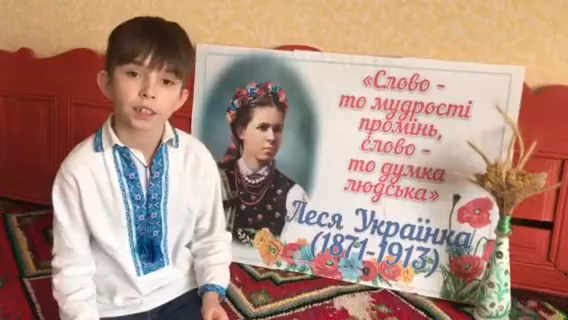 «Слово -
то мудрості
промінь,
слово -
то думка
людська»
Леся Українка
(1871-1913)